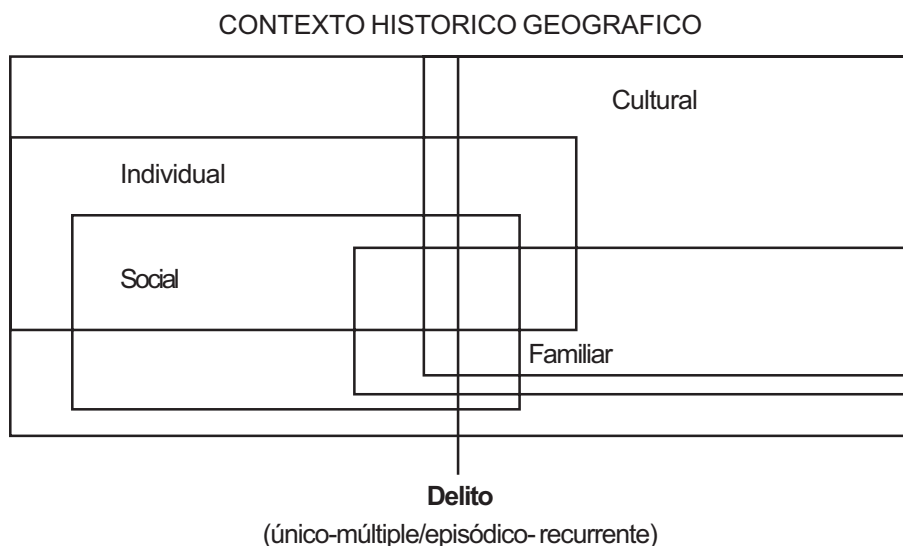 CONTEXTO HISTORICO GEOGRAFICO
Cultural
Individual
Social
Familiar
Delito
(único-múltiple/episódico- recurrente)